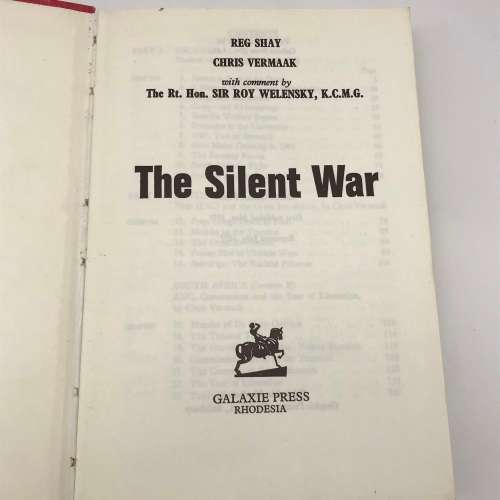 REG SHAY
CHRIS VERMAAK
with comment by
The Rt. Hon. SIR ROY WELENSKY, K.C.M.G.
The Silent War
GALAXIE PRESS
RHODESIA